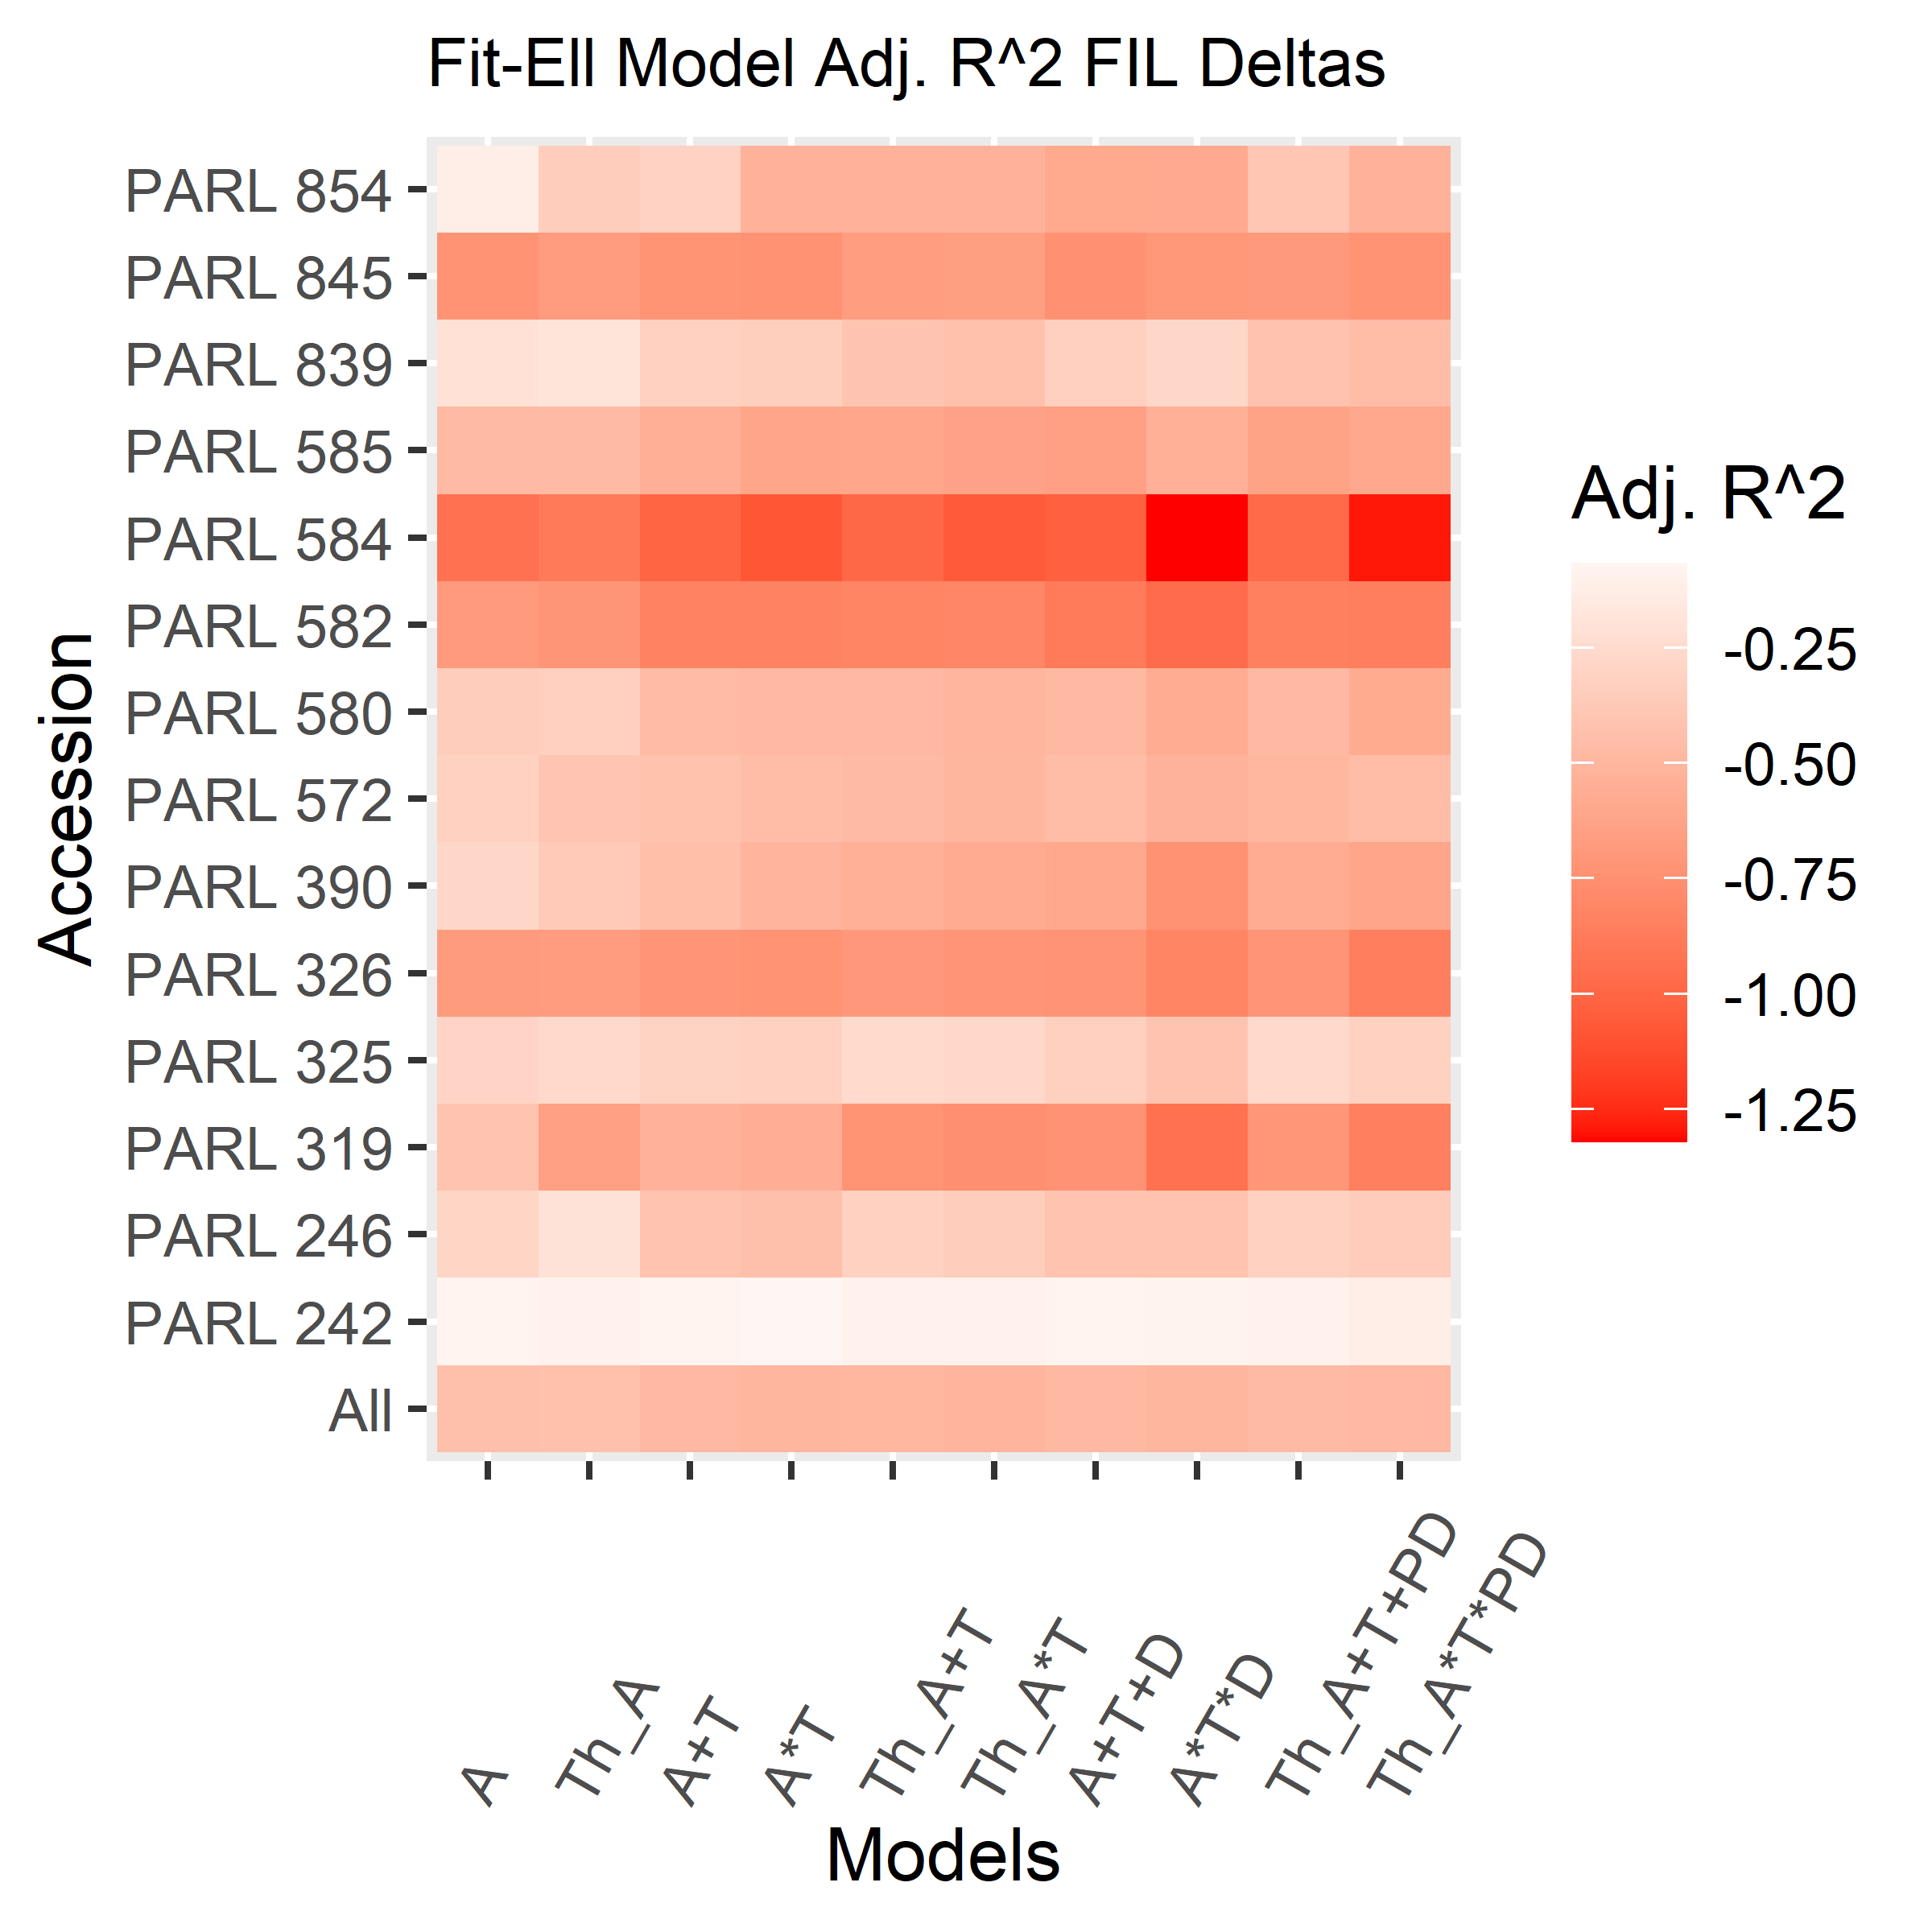 Fit-Ell Model Adj. R^2 FIL Deltas
PARL 854
PARL 845
PARL 839
PARL 585
PARL 584
PARL 582
PARL 580
PARL 572
PARL 390
PARL 326
PARL 325
PARL 319
PARL 246
PARL 242
All
Accession
A
Th_A
A+T
A*T
Th_A+T
Th_A*T
A+T+D
A*T*D
Th_A+T+PD
Th_A*T*PD
Models
Adj. R^2
-0.25
-0.50
-0.75
-1.00
-1.25